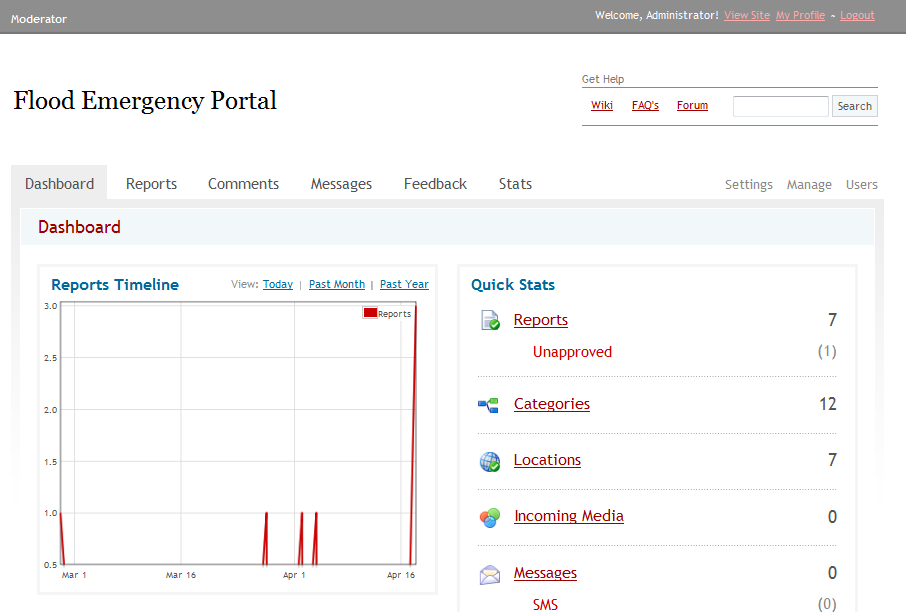 Moderator
Welcome, Administrator! View Site My Profile ~ Logout
Flood Emergency Portal
Get Help
Wiki FAQ's Forum Search
Dashboard Reports Comments Messages Feedback Stats Settings Manage Users
Dashboard
Reports Timeline View: Today | Past Month | Past Year
3.0
Reports
2.5
2.0
1.5
1.0
0.5
Mar 1 Mar 16 Apr 1 Apr 16
Quick Stats
Reports 7
Unapproved (1)
Categories 12
Locations 7
Incoming Media 0
Messages 0
SMS (0)